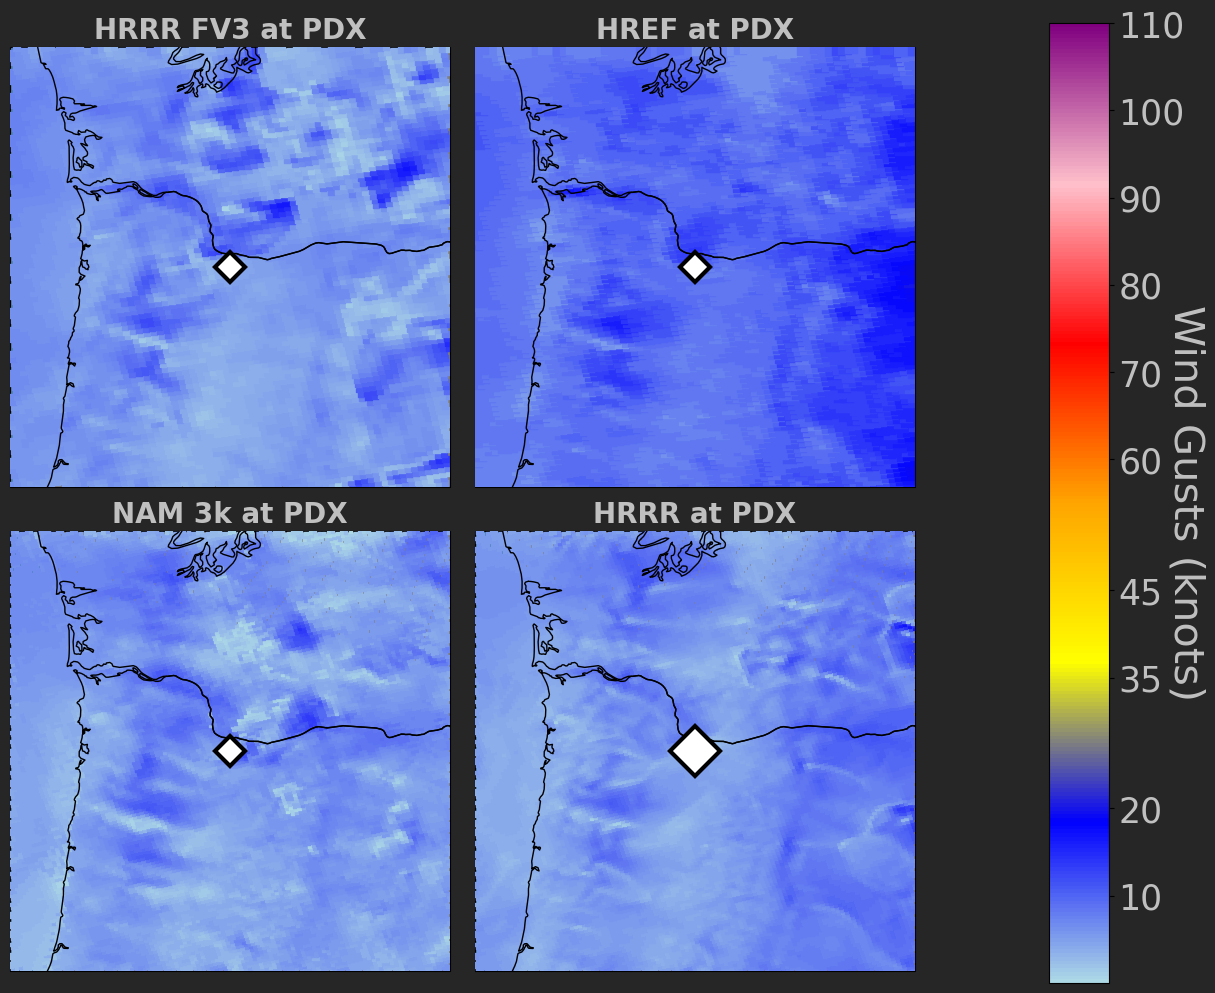 HRRR FV3 at PDX
HREF at PDX
NAM 3k at PDX
HRRR at PDX
110
100
90
80
70
60
45
35
20
10
Wind Gusts (knots)